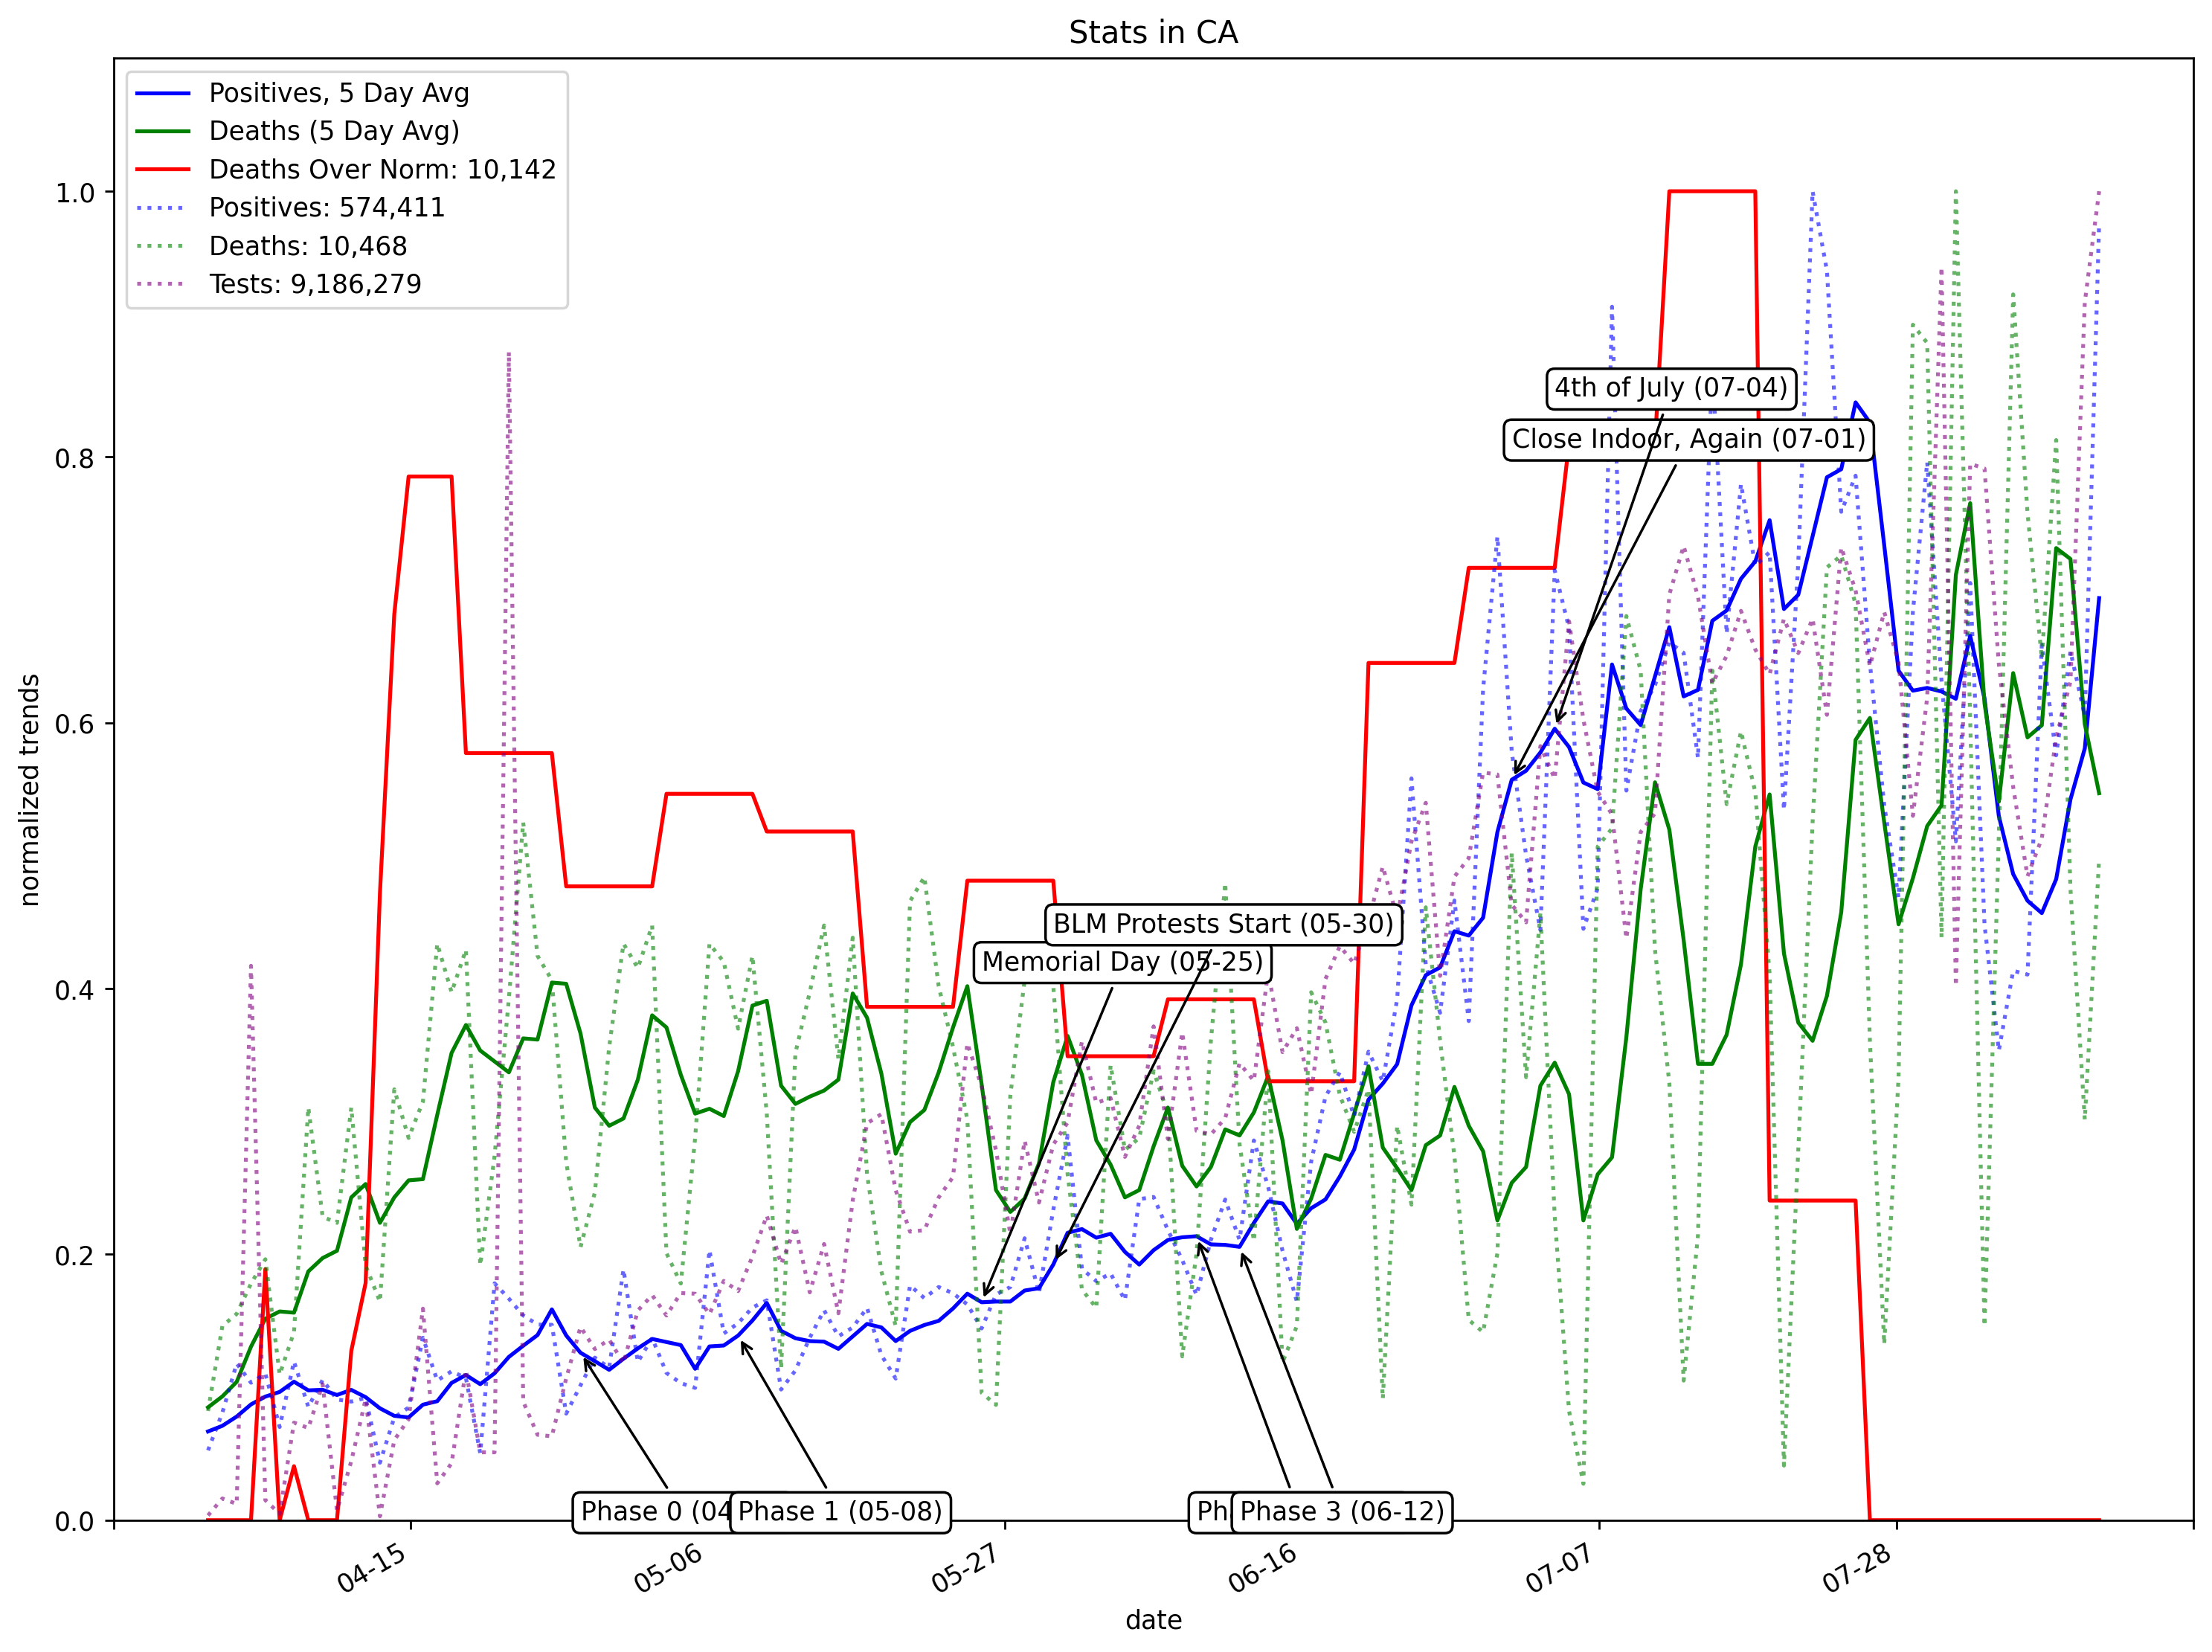 Stats in CA
Positives, 5 Day Avg
Deaths (5 Day Avg)
Deaths Over Norm: 10,142
Positives: 574,411
Deaths: 10,468
Tests: 9,186,279
normalized trends
1.0
0.8
0.6
0.4
0.2
0.0
4th of July (07-04)
Close Indoor, Again (07-01)
BLM Protests Start (05-30)
Memorial Day (05-25)
Phase 0 (04
Phase 1 (05-08)
Ph
Phase 3 (06-12)
04-15
05-06
05-27
06-16
07-07
07-28
date